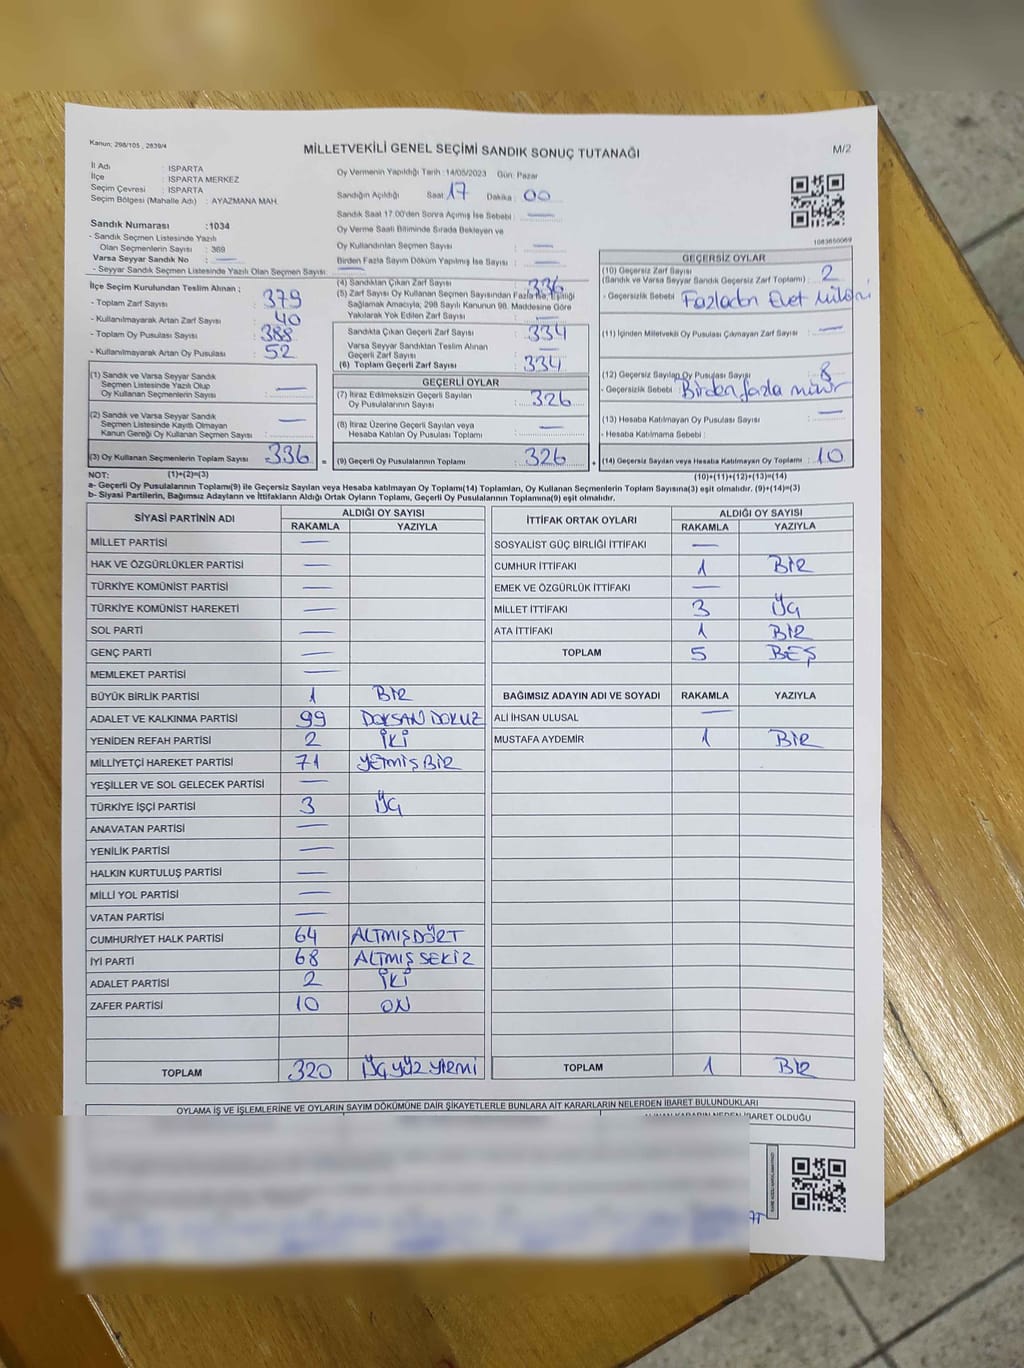 Kanun; 298/105 , 2839/4
MİLLETVEKİLİ GENEL SEÇİMİ SANDIK SONUÇ TUTANAĞI
M/2
İl Adı : ISPARTA
İlçe : ISPARTA MERKEZ
Seçim Çevresi : ISPARTA
Seçim Bölgesi (Mahalle Adı) : AYAZMANA MAH.
Sandık Numarası :1034
- Sandık Seçmen Listesinde Yazılı
Olan Seçmenlerin Sayısı : 369
Varsa Seyyar Sandık No : —
- Seyyar Sandık Seçmen Listesinde Yazılı Olan Seçmen Sayısı : —
Oy Vermenin Yapıldığı Tarih : 14/05/2023 Gün: Pazar
Sandığın Açıldığı Saat : 17 Dakika : 00
Sandık Saat 17.00'den Sonra Açımış İse Sebebi : —
Oy Verme Saati Bitiminde Sırada Bekleyen ve
Oy Kullandırılan Seçmen Sayısı : —
Birden Fazla Sayım Döküm Yapılmış İse Sayısı : —
1083650069
İlçe Seçim Kurulundan Teslim Alınan ;
- Toplam Zarf Sayısı : 379
- Kullanılmayarak Artan Zarf Sayısı : 40
- Toplam Oy Pusulası Sayısı : 388
- Kullanılmayarak Artan Oy Pusulası : 52
(1) Sandık ve Varsa Seyyar Sandık
Seçmen Listesinde Yazılı Olup
Oy Kullanan Seçmenlerin Sayısı : —
(2) Sandık ve Varsa Seyyar Sandık
Seçmen Listesinde Kayıtlı Olmayan
Kanun Gereği Oy Kullanan Seçmen Sayısı : —
(3) Oy Kullanan Seçmenlerin Toplam Sayısı : 336
(4) Sandıktan Çıkan Zarf Sayısı : 336
(5) Zarf Sayısı Oy Kullanan Seçmen Sayısından Fazla ise, Eşitliği
Sağlamak Amacıyla; 298 Sayılı Kanunun 98. Maddesine Göre
Yakılarak Yok Edilen Zarf Sayısı : —
Sandıkta Çıkan Geçerli Zarf Sayısı : 334
Varsa Seyyar Sandıktan Teslim Alınan
Geçerli Zarf Sayısı : —
(6) Toplam Geçerli Zarf Sayısı : 334
GEÇERLİ OYLAR
(7) İtiraz Edilmeksizin Geçerli Sayılan
Oy Pusulalarının Sayısı : 326
(8) İtiraz Üzerine Geçerli Sayılan veya
Hesaba Katılan Oy Pusulası Toplamı : —
= (9) Geçerli Oy Pusulalarının Toplamı : 326 +
GEÇERSİZ OYLAR
(10) Geçersiz Zarf Sayısı
(Sandık ve Varsa Seyyar Sandık Geçersiz Zarf Toplamı) : 2
- Geçersizlik Sebebi : Fazladan Evet Mührü
(11) İçinden Milletvekili Oy Pusulası Çıkmayan Zarf Sayısı : —
(12) Geçersiz Sayılan Oy Pusulası Sayısı : 8
- Geçersizlik Sebebi : Birden fazla mühür
(13) Hesaba Katılmayan Oy Pusulası Sayısı : —
- Hesaba Katılmama Sebebi :
(14) Geçersiz Sayılan veya Hesaba Katılmayan Oy Toplamı : 10
NOT: (1)+(2)=(3) (10)+(11)+(12)+(13)=(14)
a- Geçerli Oy Pusulalarının Toplamı(9) ile Geçersiz Sayılan veya Hesaba Katılmayan Oy Toplamı(14) Toplamları, Oy Kullanan Seçmenlerin Toplam Sayısına(3) eşit olmalıdır. (9)+(14)=(3)
b- Siyasi Partilerin, Bağımsız Adayların ve İttifakların Aldığı Ortak Oyların Toplamı, Geçerli Oy Pusulalarının Toplamına(9) eşit olmalıdır.
SİYASİ PARTİNİN ADI ALDIĞI OY SAYISI
RAKAMLA YAZIYLA
MİLLET PARTİSİ —
HAK VE ÖZGÜRLÜKLER PARTİSİ —
TÜRKİYE KOMÜNİST PARTİSİ —
TÜRKİYE KOMÜNİST HAREKETİ —
SOL PARTİ —
GENÇ PARTİ —
MEMLEKET PARTİSİ —
BÜYÜK BİRLİK PARTİSİ 1 BİR
ADALET VE KALKINMA PARTİSİ 99 DOKSAN DOKUZ
YENİDEN REFAH PARTİSİ 2 İKİ
MİLLİYETÇİ HAREKET PARTİSİ 71 YETMİŞ BİR
YEŞİLLER VE SOL GELECEK PARTİSİ —
TÜRKİYE İŞÇİ PARTİSİ 3 ÜÇ
ANAVATAN PARTİSİ —
YENİLİK PARTİSİ —
HALKIN KURTULUŞ PARTİSİ —
MİLLİ YOL PARTİSİ —
VATAN PARTİSİ —
CUMHURİYET HALK PARTİSİ 64 ALTMIŞDÖRT
İYİ PARTİ 68 ALTMIŞ SEKİZ
ADALET PARTİSİ 2 İKİ
ZAFER PARTİSİ 10 ON
TOPLAM 320 ÜÇ YÜZ YİRMİ
İTTİFAK ORTAK OYLARI ALDIĞI OY SAYISI
RAKAMLA YAZIYLA
SOSYALİST GÜÇ BİRLİĞİ İTTİFAKI —
CUMHUR İTTİFAKI 1 BİR
EMEK VE ÖZGÜRLÜK İTTİFAKI —
MİLLET İTTİFAKI 3 ÜÇ
ATA İTTİFAKI 1 BİR
TOPLAM 5 BEŞ
BAĞIMSIZ ADAYIN ADI VE SOYADI RAKAMLA YAZIYLA
ALİ İHSAN ULUSAL —
MUSTAFA AYDEMİR 1 BİR
TOPLAM 1 BİR
OYLAMA İŞ VE İŞLEMLERİNE VE OYLARIN SAYIM DÖKÜMÜNE DAİR ŞİKAYETLERLE BUNLARA AİT KARARLARIN NELERDEN İBARET BULUNDUKLARI
İBARET OLDUĞU